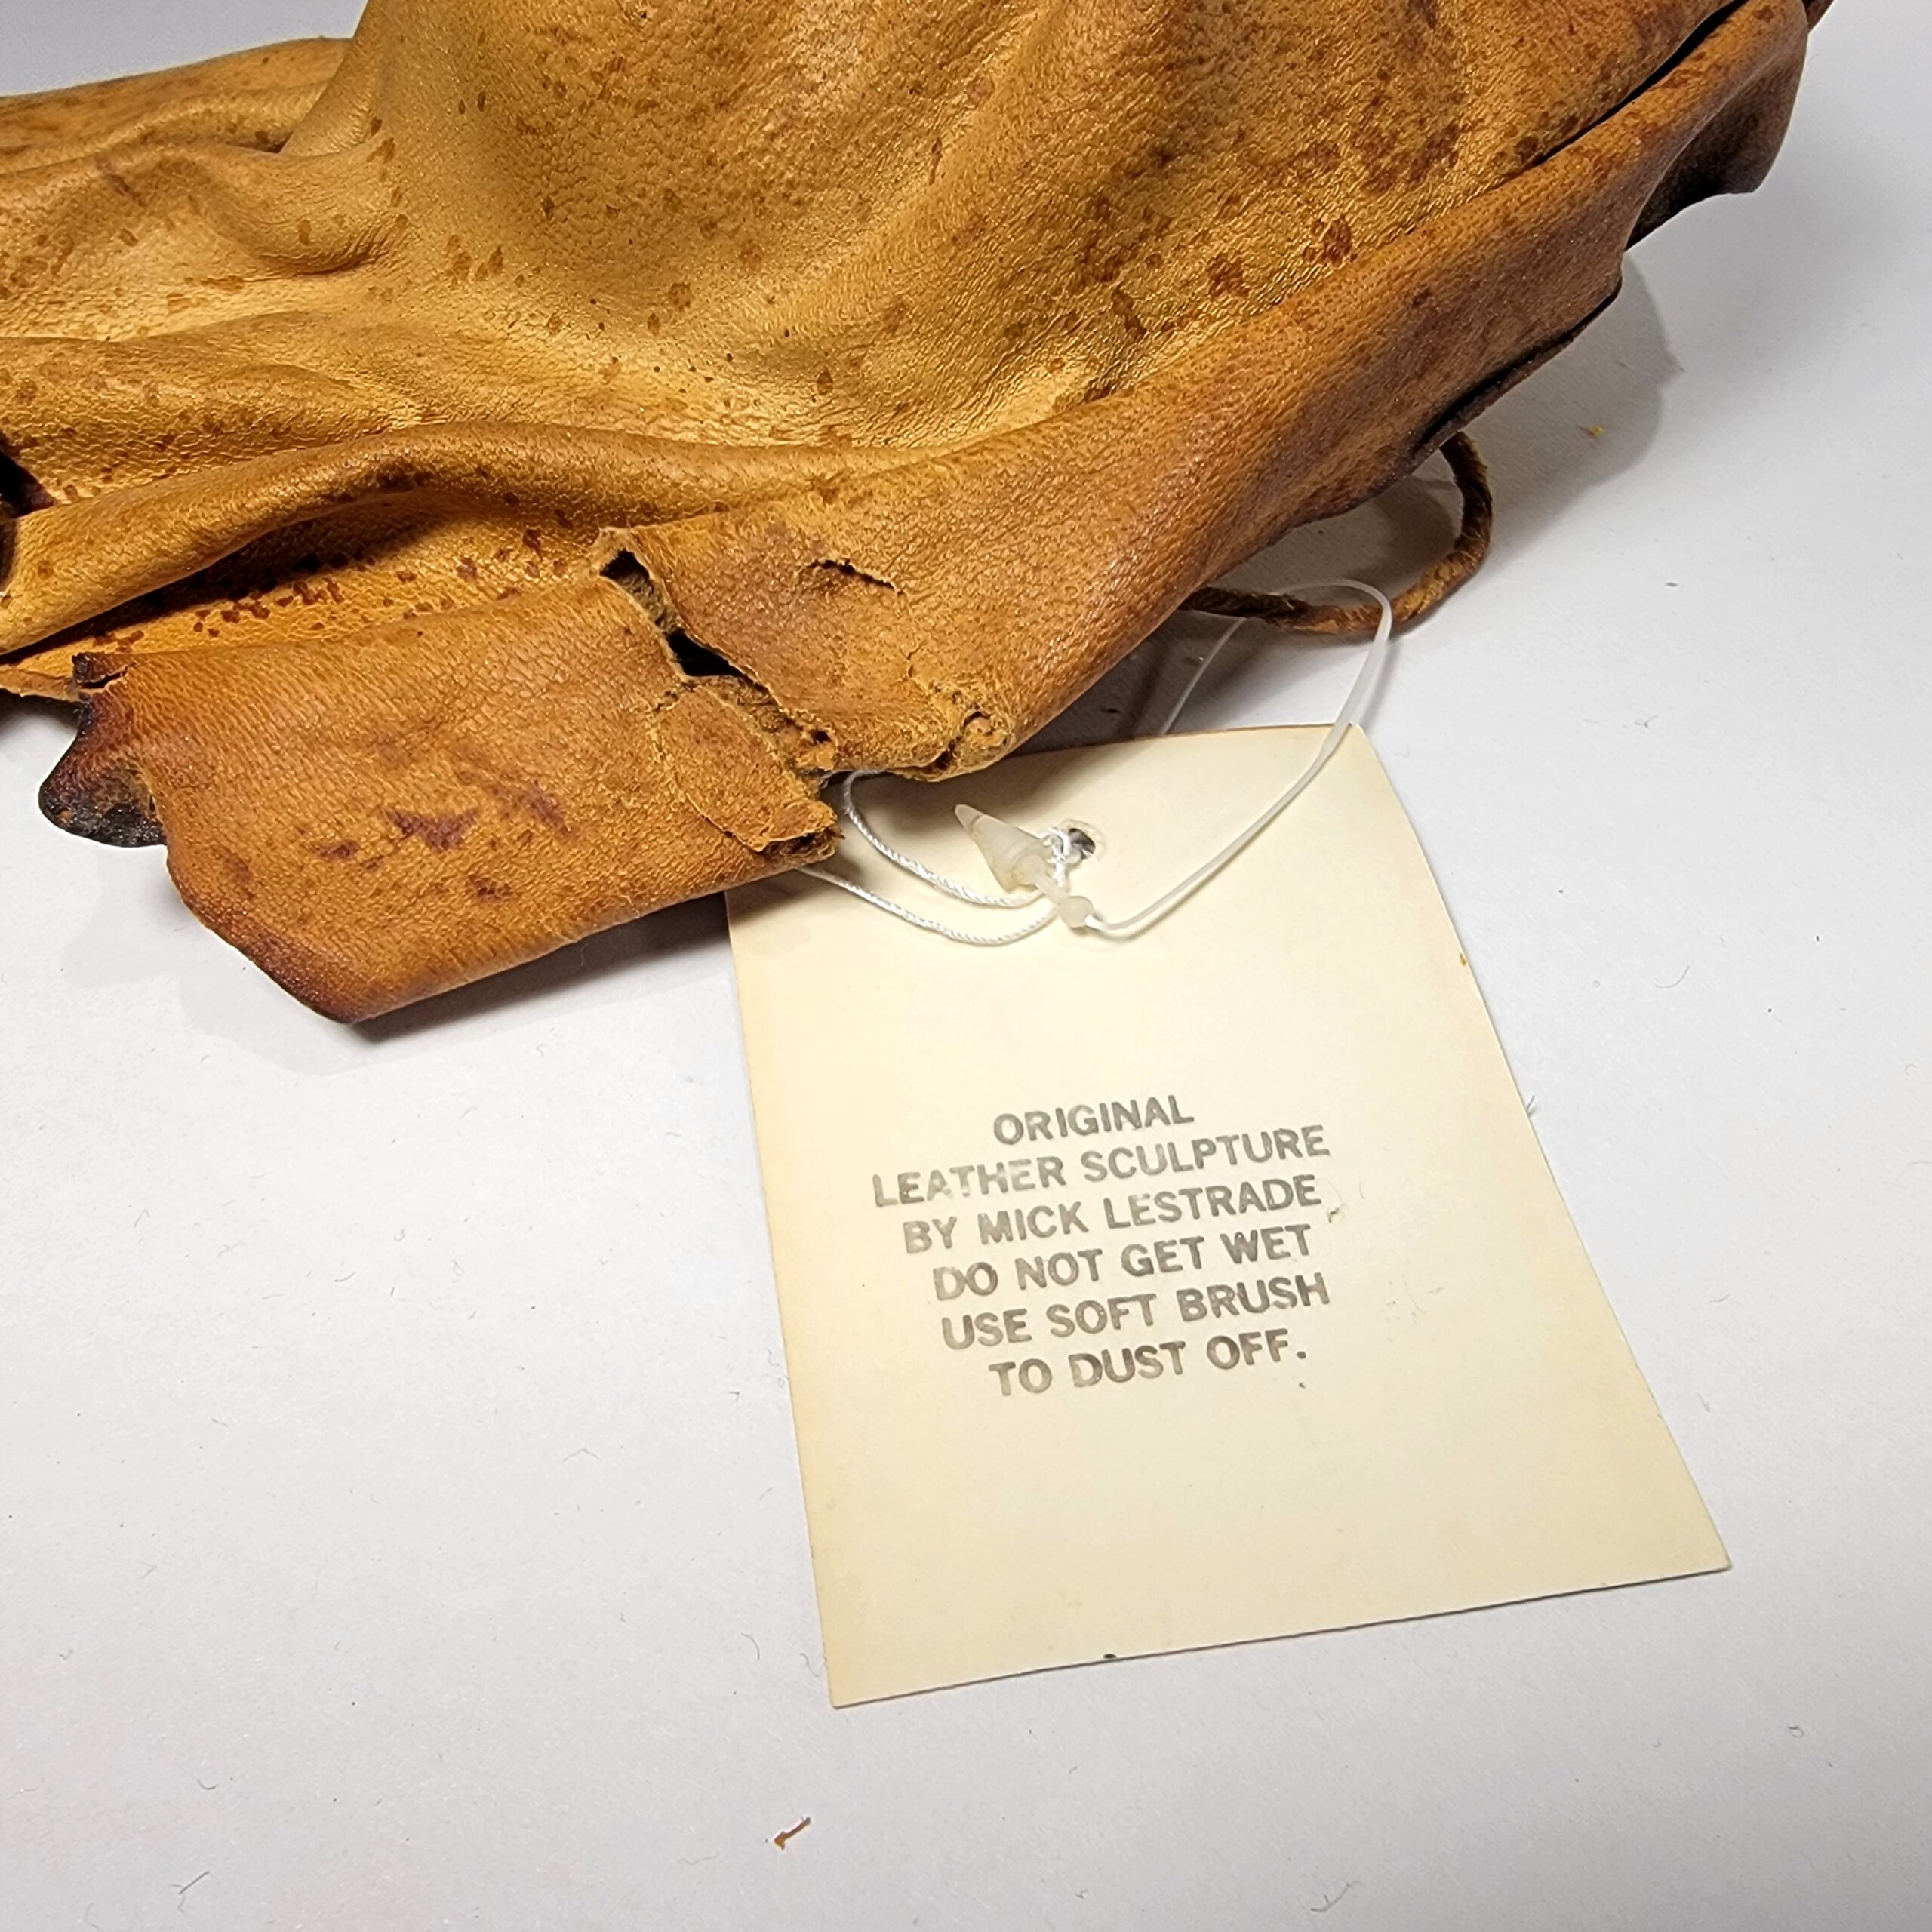 ORIGINAL
LEATHER SCULPTURE
BY MICK LESTRADE
DO NOT GET WET
USE SOFT BRUSH
TO DUST OFF.